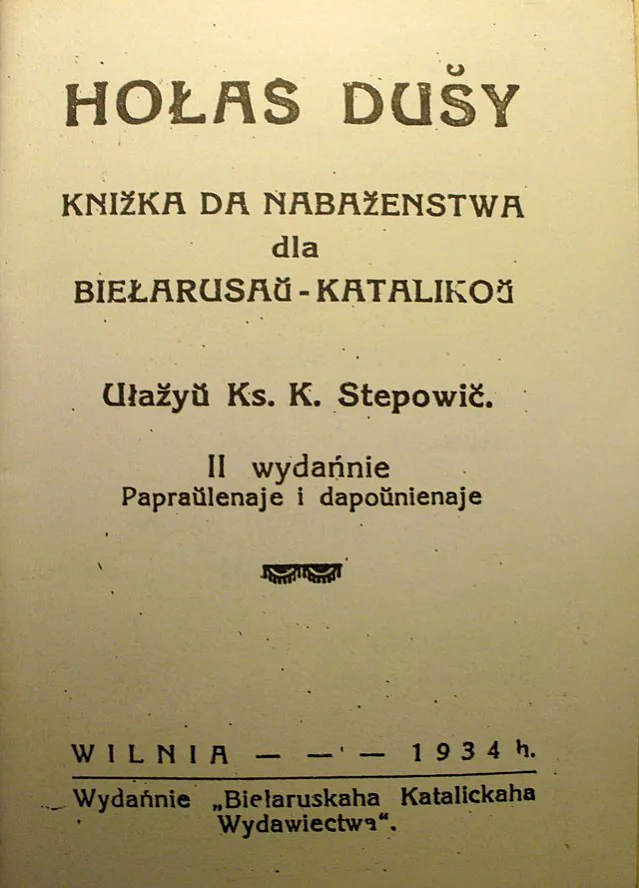 HOŁAS DUŠY
KNIŽKA DA NABAŽENSTWA
dla
BIEŁARUSAŬ - KATALIKOŬ
Ułažyŭ Ks. K. Stepowič.
II wydańnie
Papraŭlenaje i dapoŭnienaje
WILNIA — — — 1934 h.
Wydańnie „Biełaruskaha Katalickaha
Wydawiectwa“.